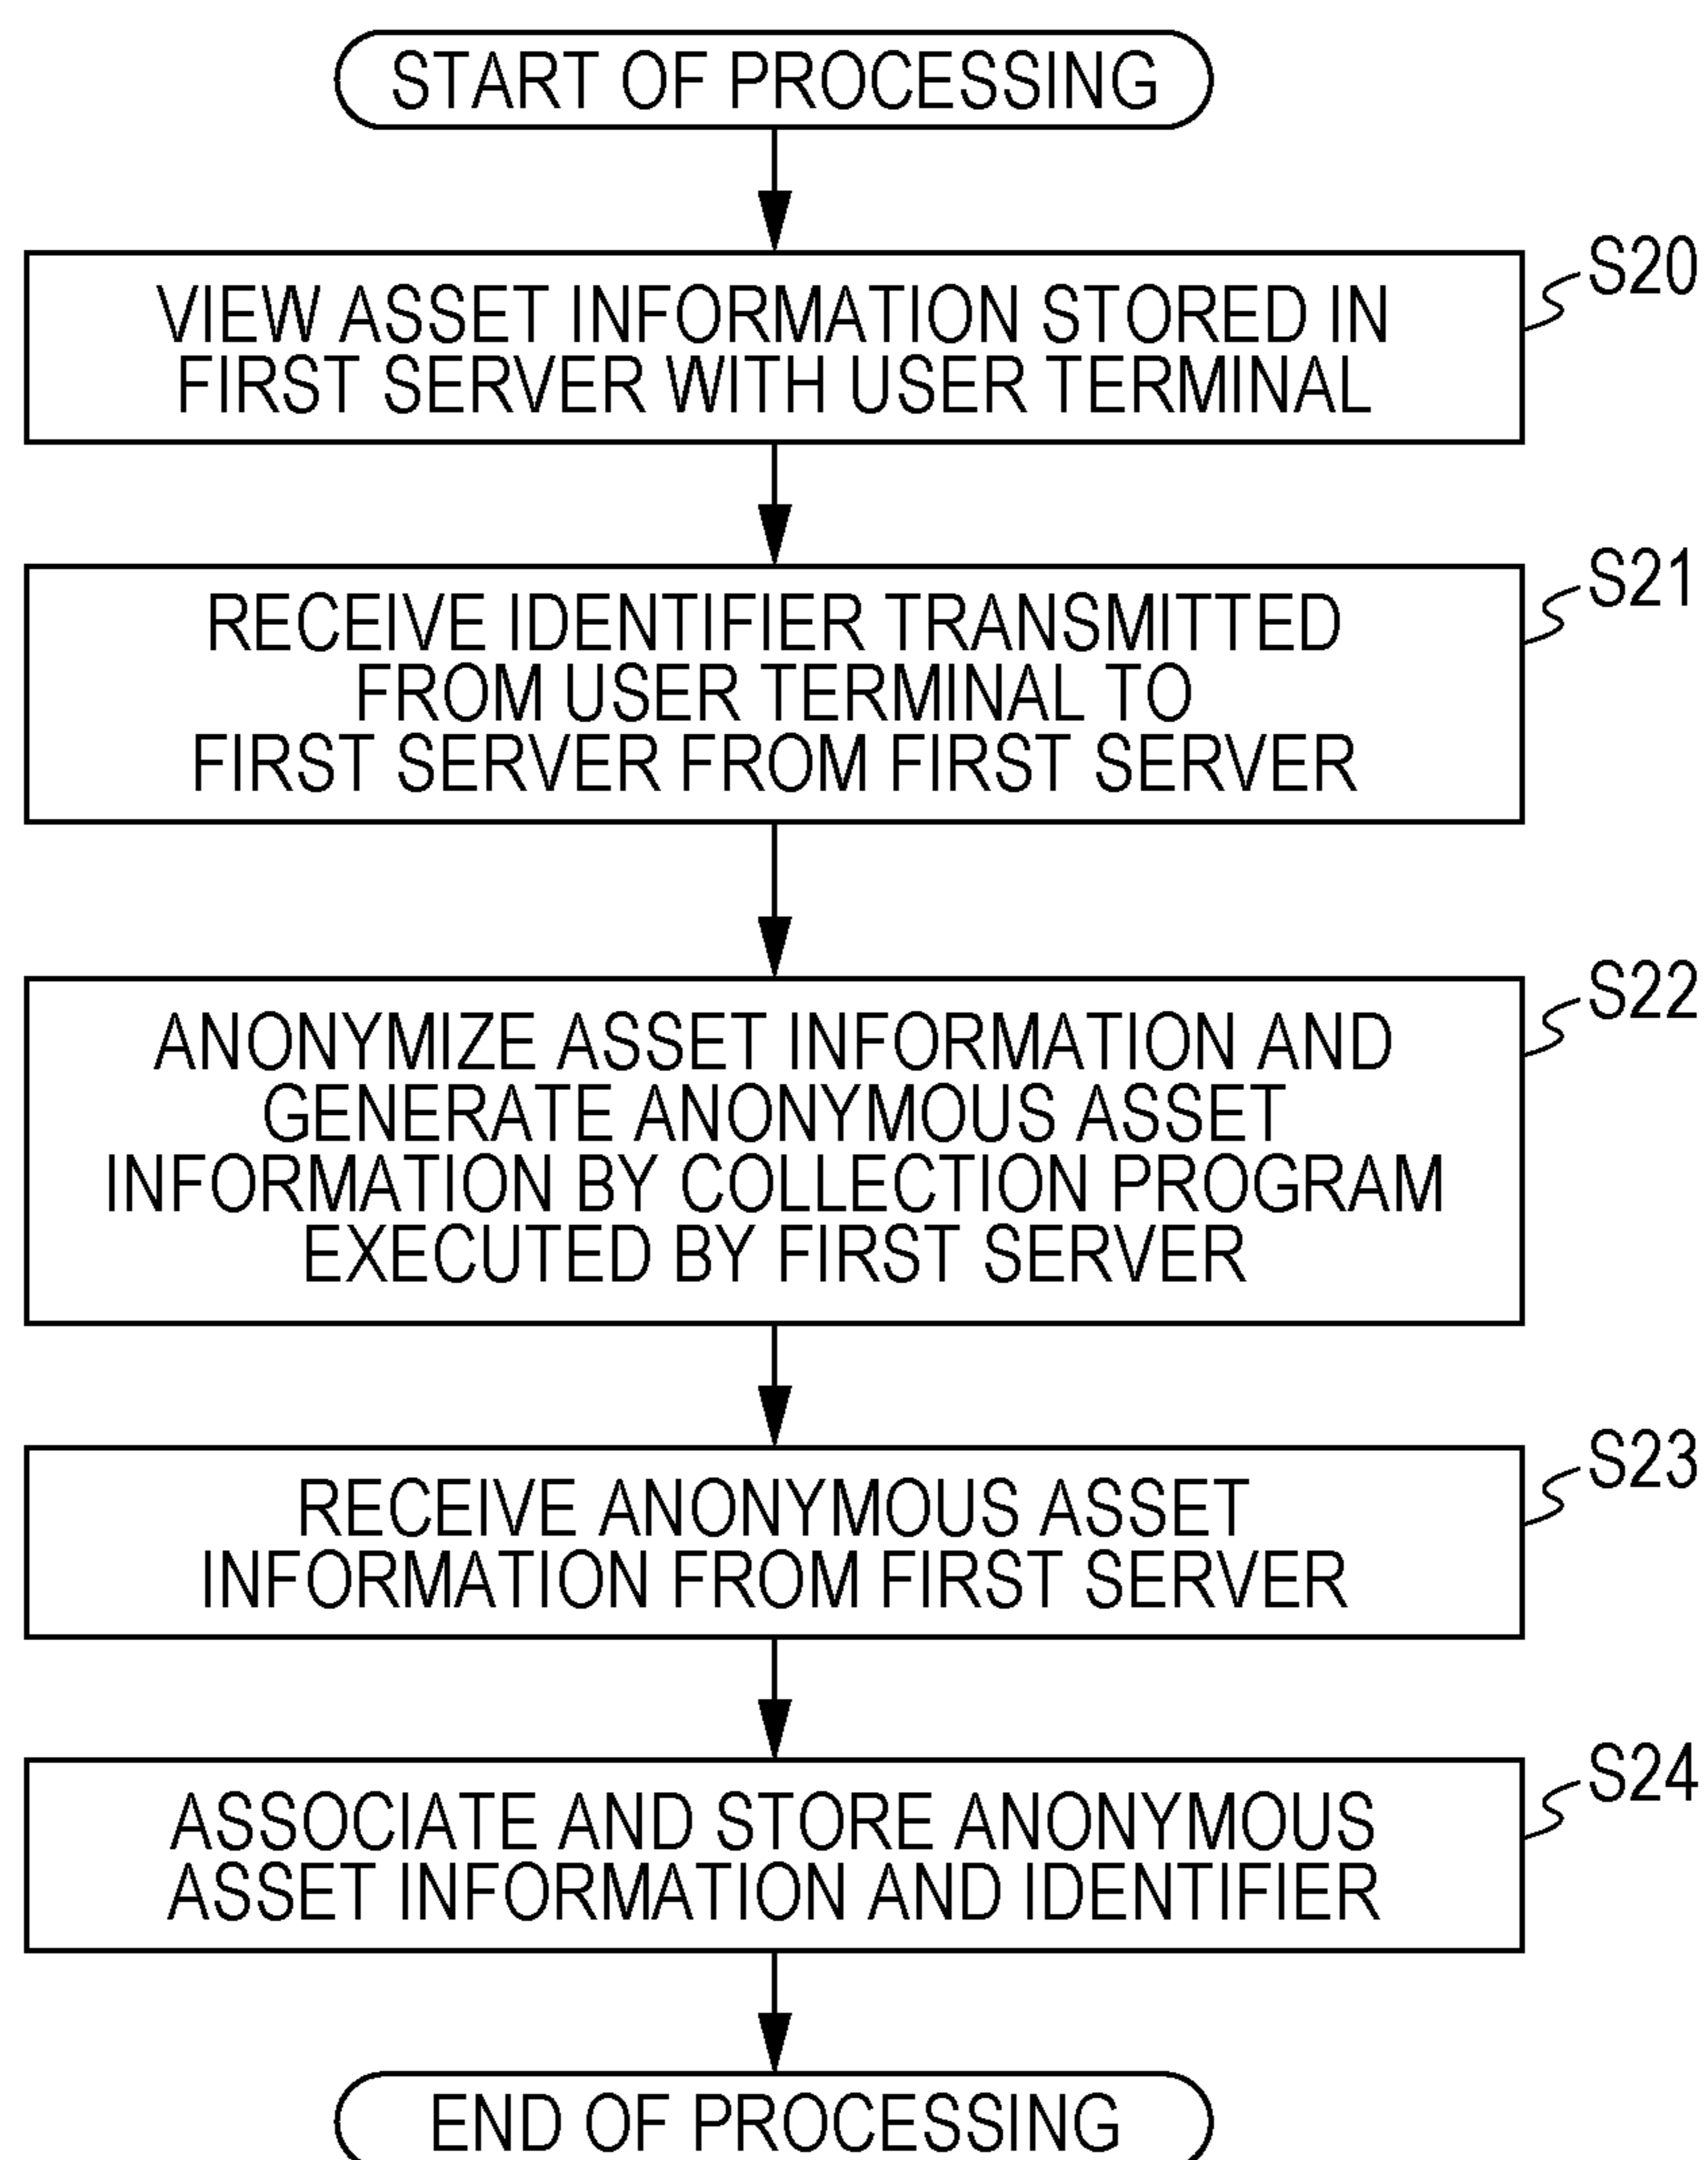 START OF PROCESSING
S20
VIEW ASSET INFORMATION STORED IN
FIRST SERVER WITH USER TERMINAL
S21
RECEIVE IDENTIFIER TRANSMITTED
FROM USER TERMINAL TO
FIRST SERVER FROM FIRST SERVER
S22
ANONYMIZE ASSET INFORMATION AND
GENERATE ANONYMOUS ASSET
INFORMATION BY COLLECTION PROGRAM
EXECUTED BY FIRST SERVER
S23
RECEIVE ANONYMOUS ASSET
INFORMATION FROM FIRST SERVER
S24
ASSOCIATE AND STORE ANONYMOUS
ASSET INFORMATION AND IDENTIFIER
END OF PROCESSING